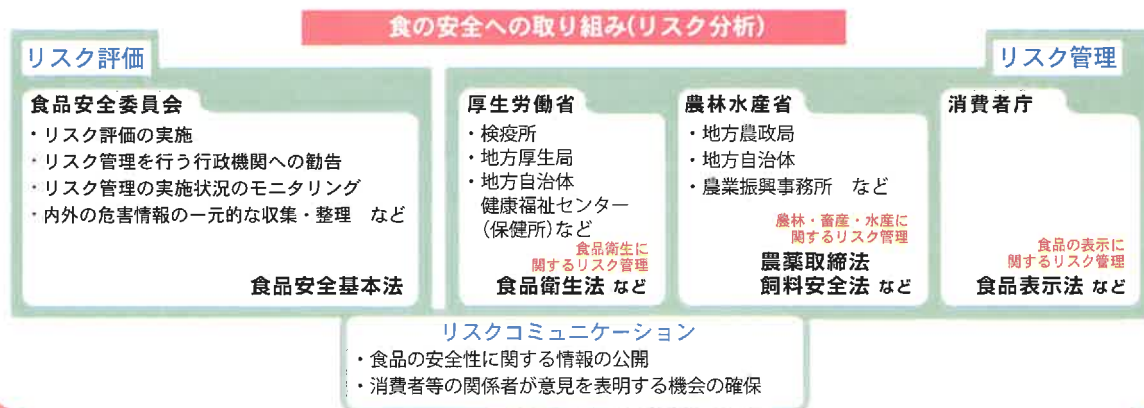 食の安全への取り組み(リスク分析)
リスク評価
食品安全委員会
・リスク評価の実施
・リスク管理を行う行政機関への勧告
・リスク管理の実施状況のモニタリング
・内外の危害情報の一元的な収集・整理 など
食品安全基本法
リスク管理
厚生労働省
・検疫所
・地方厚生局
・地方自治体
健康福祉センター
(保健所)など
食品衛生に
関するリスク管理
食品衛生法 など
農林水産省
・地方農政局
・地方自治体
・農業振興事務所 など
農林・畜産・水産に
関するリスク管理
農薬取締法
飼料安全法 など
消費者庁
食品の表示に
関するリスク管理
食品表示法 など
リスクコミュニケーション
・食品の安全性に関する情報の公開
・消費者等の関係者が意見を表明する機会の確保